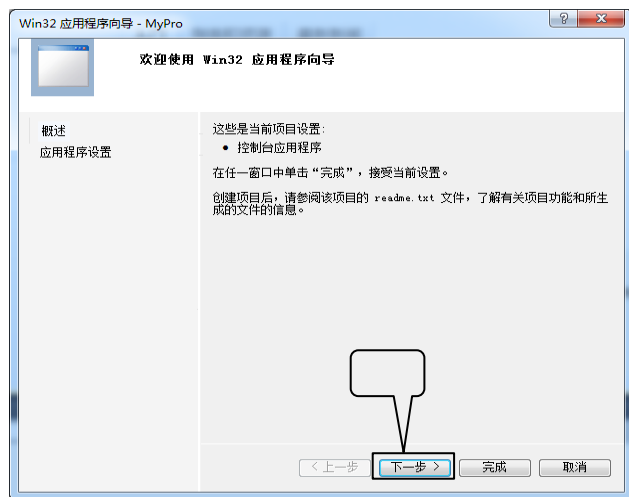 Win32 应用程序向导 - MyPro
欢迎使用 Win32 应用程序向导
概述
应用程序设置
这些是当前项目设置:
• 控制台应用程序
在任一窗口中单击“完成”，接受当前设置。
创建项目后，请参阅该项目的 readme.txt 文件，了解有关项目功能和所生
成的文件的信息。
< 上一步
下一步 >
完成
取消